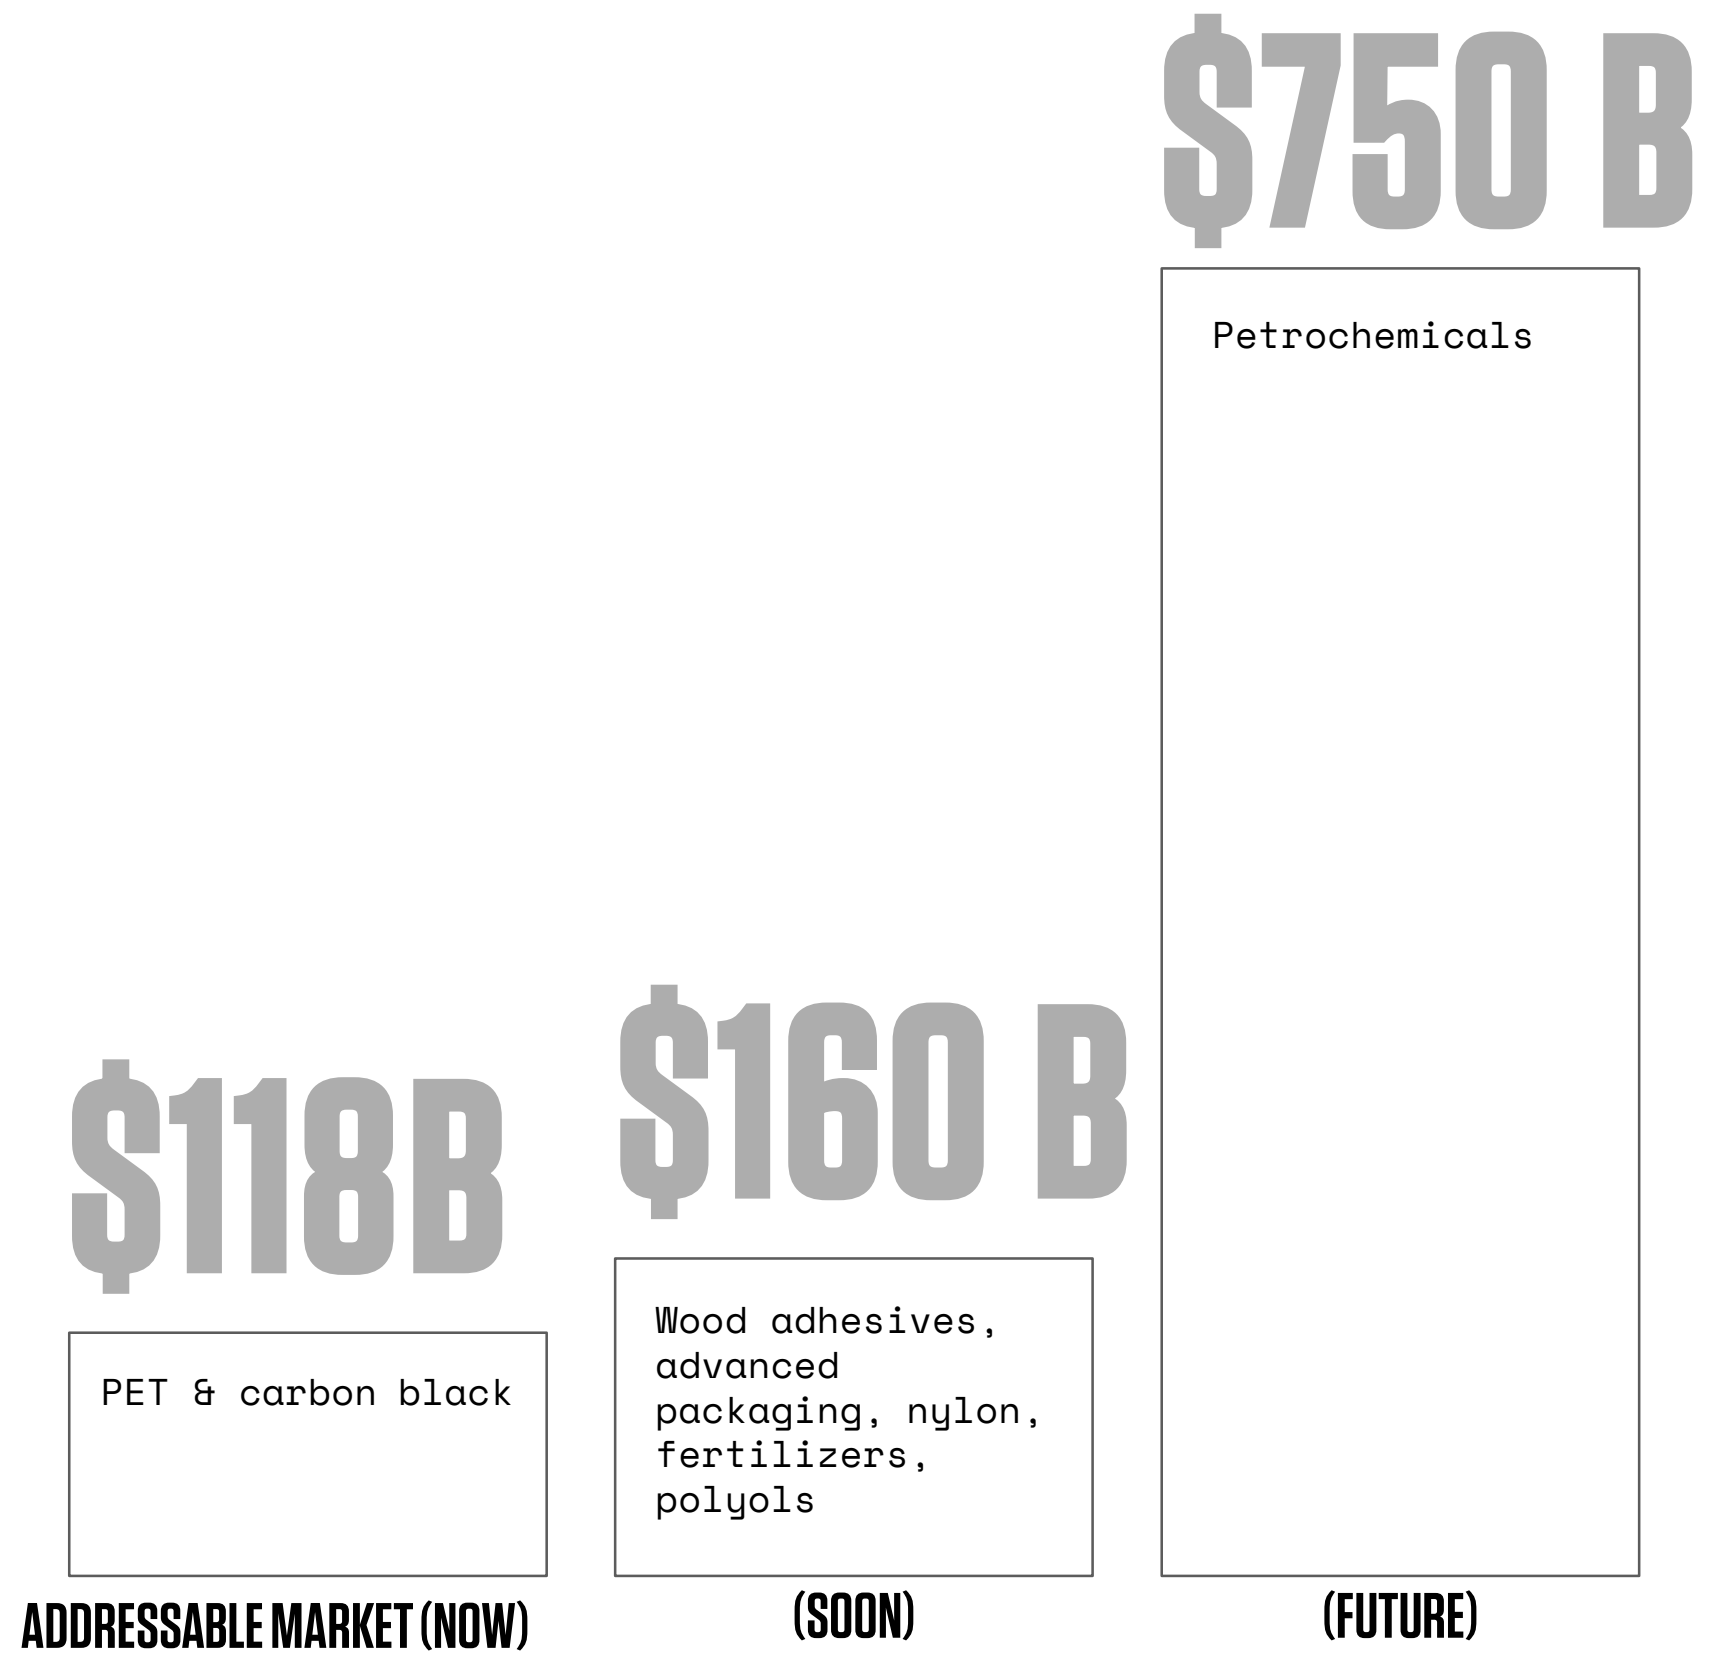 $750 B
Petrochemicals
$160 B
$118B
Wood adhesives,
advanced
packaging, nylon,
fertilizers,
polyols
PET & carbon black
ADDRESSABLE MARKET (NOW)
(SOON)
(FUTURE)